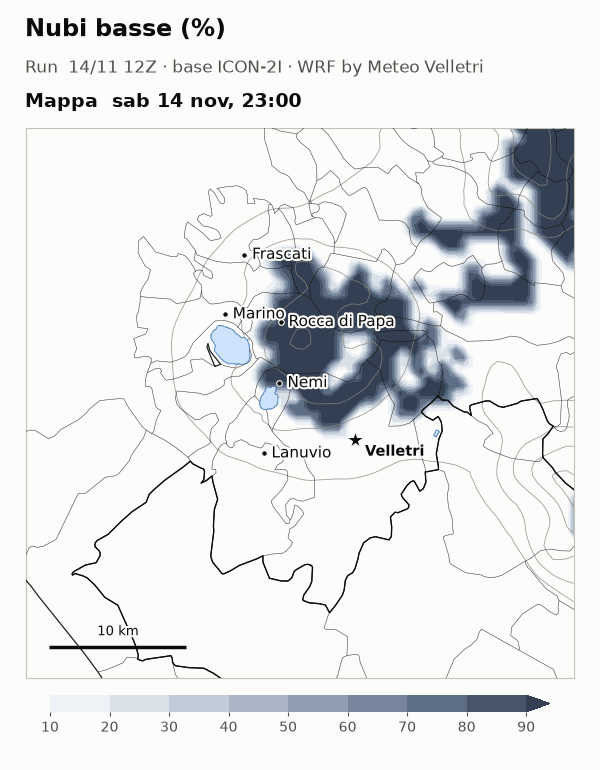 Nubi basse (%)
Run  14/11 12Z · base ICON-2I · WRF by Meteo Velletri
Mappa  sab 14 nov, 23:00
Frascati
Marino
Rocca di Papa
Nemi
Velletri
Lanuvio
10 km
10 20 30 40 50 60 70 80 90